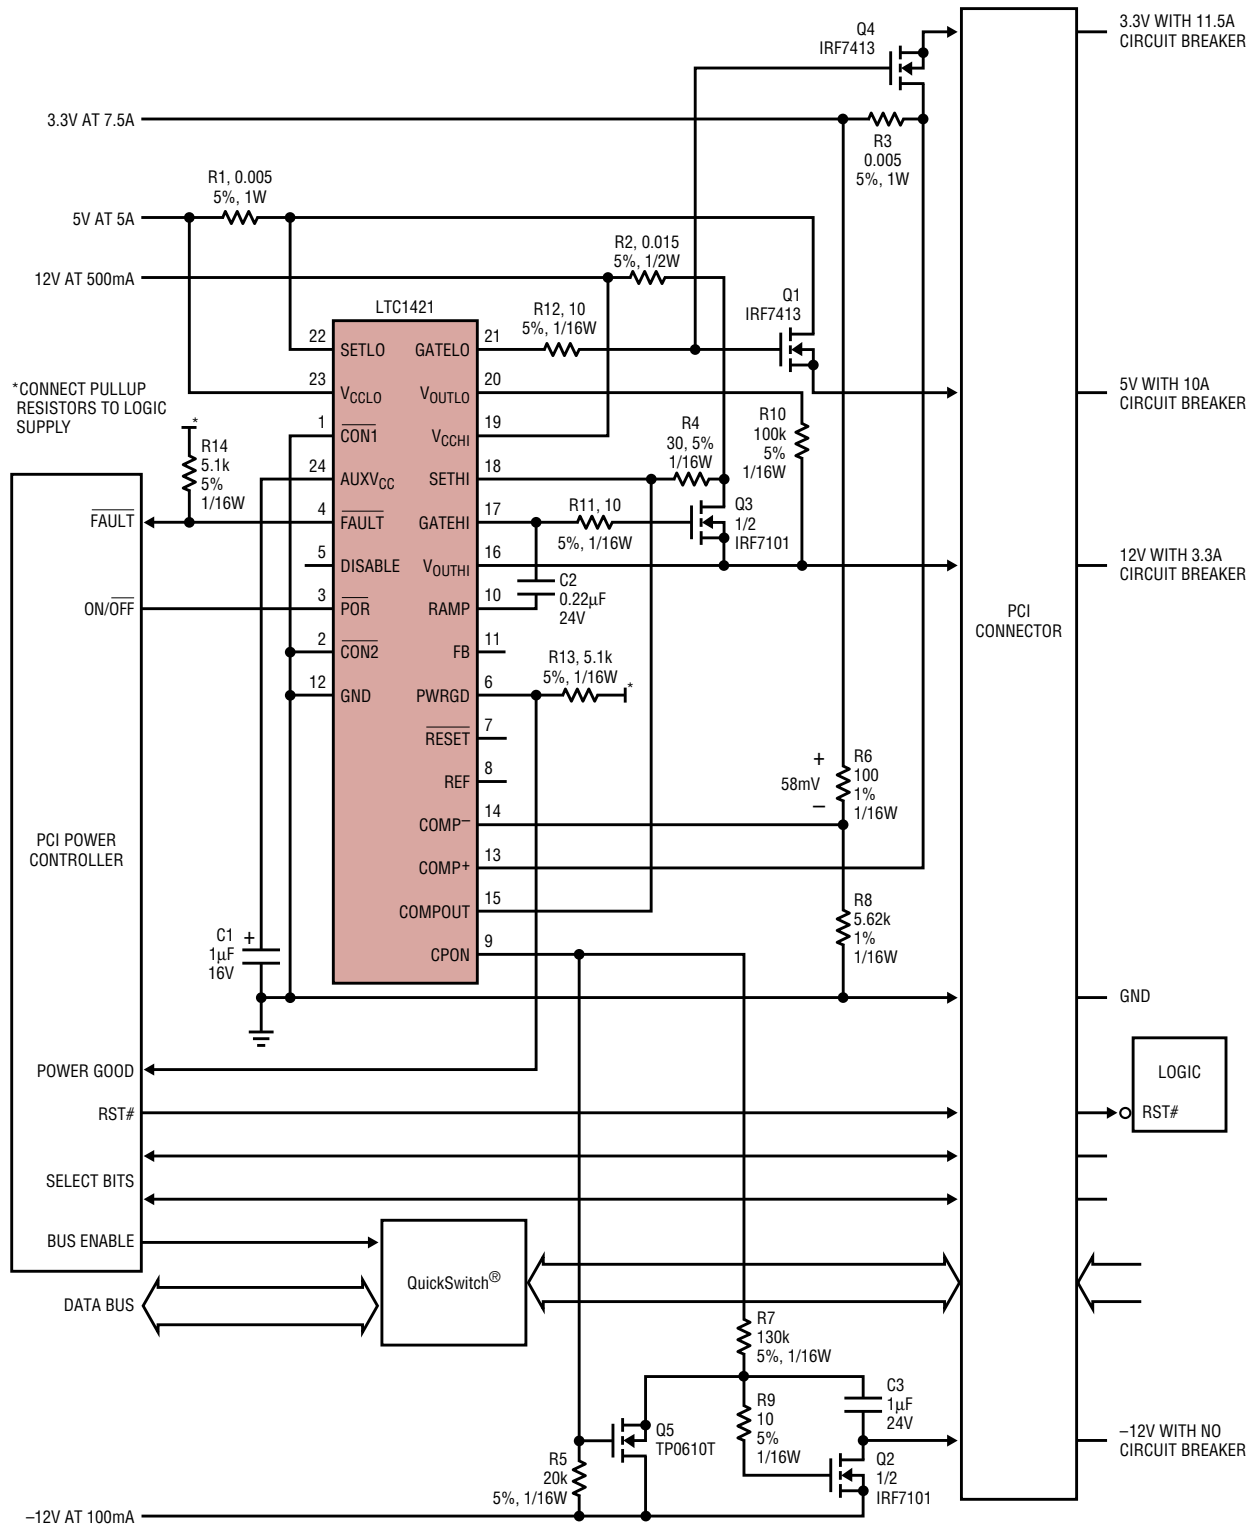 Q4
IRF7413
3.3V WITH 11.5A
CIRCUIT BREAKER
3.3V AT 7.5A
R3
0.005
5%, 1W
R1, 0.005
5%, 1W
5V AT 5A
R2, 0.015
5%, 1/2W
12V AT 500mA
LTC1421
R12, 10
5%, 1/16W
Q1
IRF7413
22
SETLO
GATELO
21
*CONNECT PULLUP
RESISTORS TO LOGIC
SUPPLY
23
VCCLO
VOUTLO
20
5V WITH 10A
CIRCUIT BREAKER
*
R14
5.1k
5%
1/16W
1
CON1
VCCHI
19
R4
30, 5%
1/16W
R10
100k
5%
1/16W
24
AUXVCC
SETHI
18
FAULT
4
FAULT
GATEHI
17
R11, 10
5%, 1/16W
Q3
1/2
IRF7101
5
DISABLE
VOUTHI
16
12V WITH 3.3A
CIRCUIT BREAKER
C2
0.22µF
24V
ON/OFF
3
POR
RAMP
10
PCI
CONNECTOR
2
CON2
FB
11
R13, 5.1k
5%, 1/16W
*
12
GND
PWRGD
6
RESET
7
REF
8
+
58mV
–
R6
100
1%
1/16W
COMP–
14
PCI POWER
CONTROLLER
COMP+
13
COMPOUT
15
R8
5.62k
1%
1/16W
C1
1µF
16V
+
CPON
9
GND
POWER GOOD
LOGIC
RST#
RST#
SELECT BITS
BUS ENABLE
QuickSwitch®
DATA BUS
R7
130k
5%, 1/16W
C3
1µF
24V
R9
10
5%
1/16W
Q5
TP0610T
–12V WITH NO
CIRCUIT BREAKER
R5
20k
5%, 1/16W
Q2
1/2
IRF7101
–12V AT 100mA